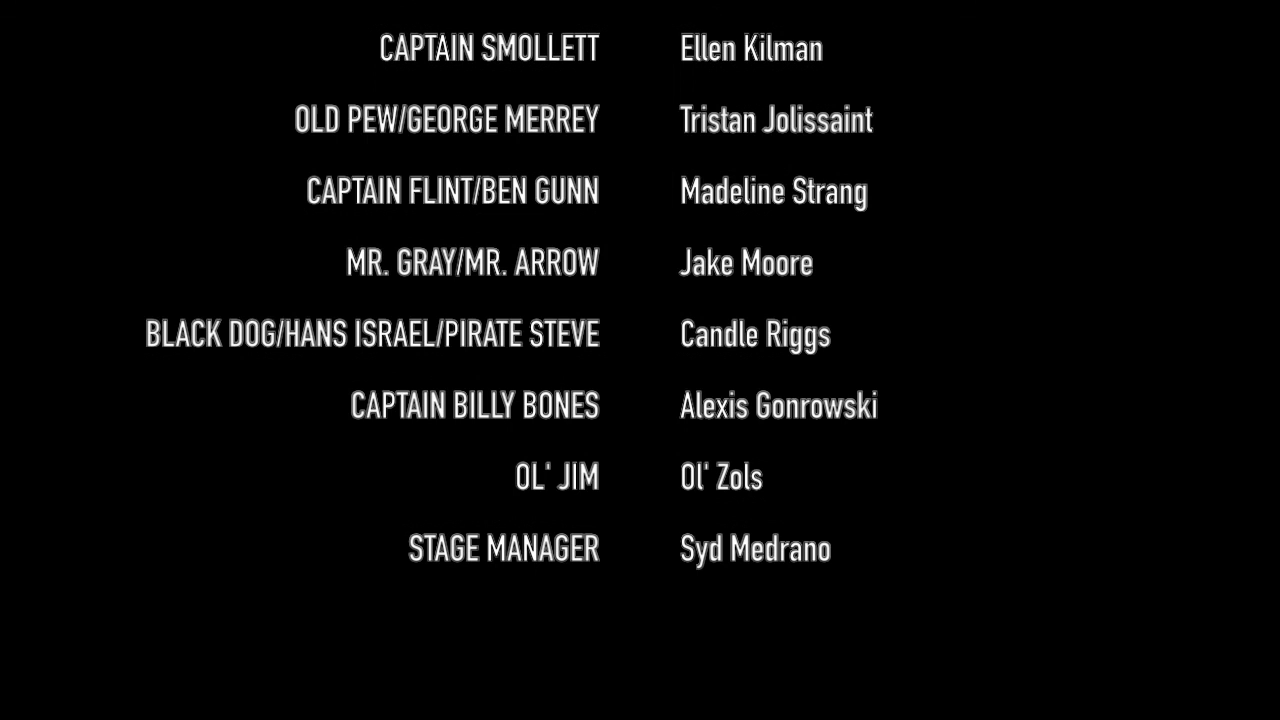 CAPTAIN SMOLLETT Ellen Kilman
OLD PEW/GEORGE MERREY Tristan Jolissaint
CAPTAIN FLINT/BEN GUNN Madeline Strang
MR. GRAY/MR. ARROW Jake Moore
BLACK DOG/HANS ISRAEL/PIRATE STEVE Candle Riggs
CAPTAIN BILLY BONES Alexis Gonrowski
OL' JIM Ol' Zols
STAGE MANAGER Syd Medrano